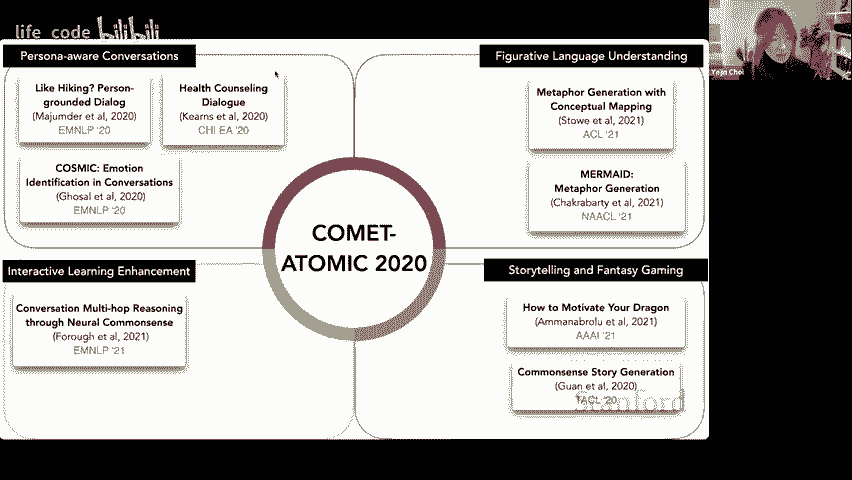 life_code bilibili
Persona-aware Conversations
Like Hiking? Person-
grounded Dialog
(Majumder et al, 2020)
EMNLP '20
Health Counseling
Dialogue
(Kearns et al, 2020)
CHI EA '20
COSMIC: Emotion
Identification in Conversations
(Ghosal et al, 2020)
EMNLP '20
Figurative Language Understanding
Metaphor Generation with
Conceptual Mapping
(Stowe et al, 2021)
ACL '21
MERMAID:
Metaphor Generation
(Chakrabarty et al, 2021)
NAACL '21
Yejin Choi
COMET-
ATOMIC 2020
Interactive Learning Enhancement
Conversation Multi-hop Reasoning
through Neural Commonsense
(Forough et al, 2021)
EMNLP '21
Storytelling and Fantasy Gaming
How to Motivate Your Dragon
(Ammanabrolu et al, 2021)
AAAI '21
Commonsense Story Generation
(Guan et al, 2020)
TACL '20
Stanford